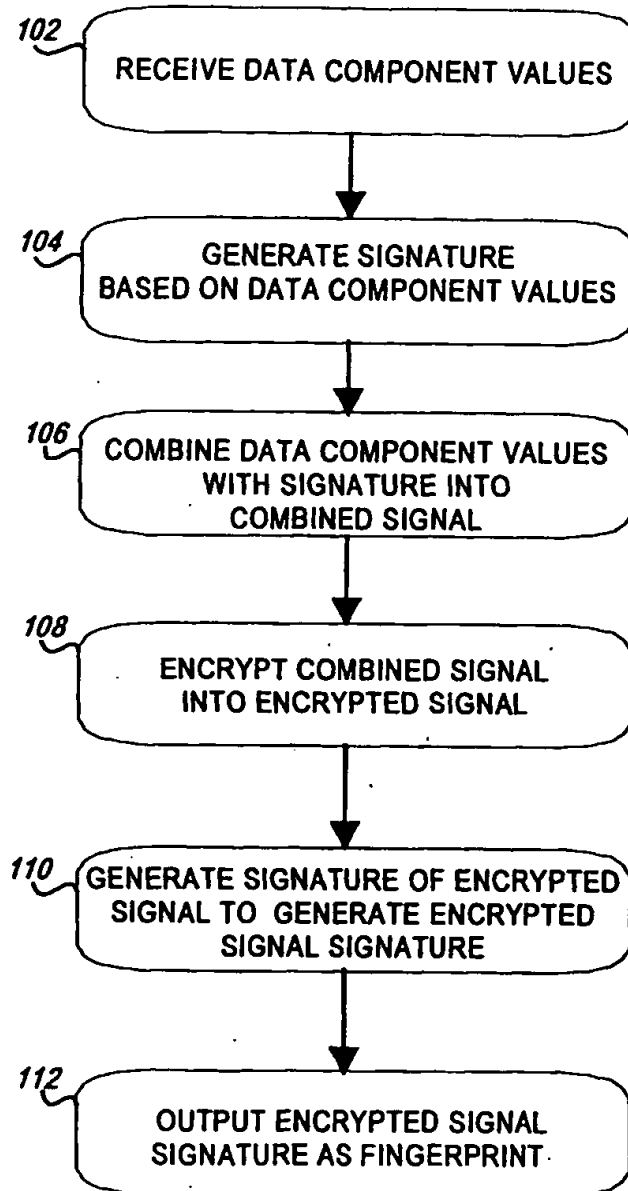 102
RECEIVE DATA COMPONENT VALUES
104
GENERATE SIGNATURE
BASED ON DATA COMPONENT VALUES
106
COMBINE DATA COMPONENT VALUES
WITH SIGNATURE INTO
COMBINED SIGNAL
108
ENCRYPT COMBINED SIGNAL
INTO ENCRYPTED SIGNAL
110
GENERATE SIGNATURE OF ENCRYPTED
SIGNAL TO GENERATE ENCRYPTED
SIGNAL SIGNATURE
112
OUTPUT ENCRYPTED SIGNAL
SIGNATURE AS FINGERPRINT